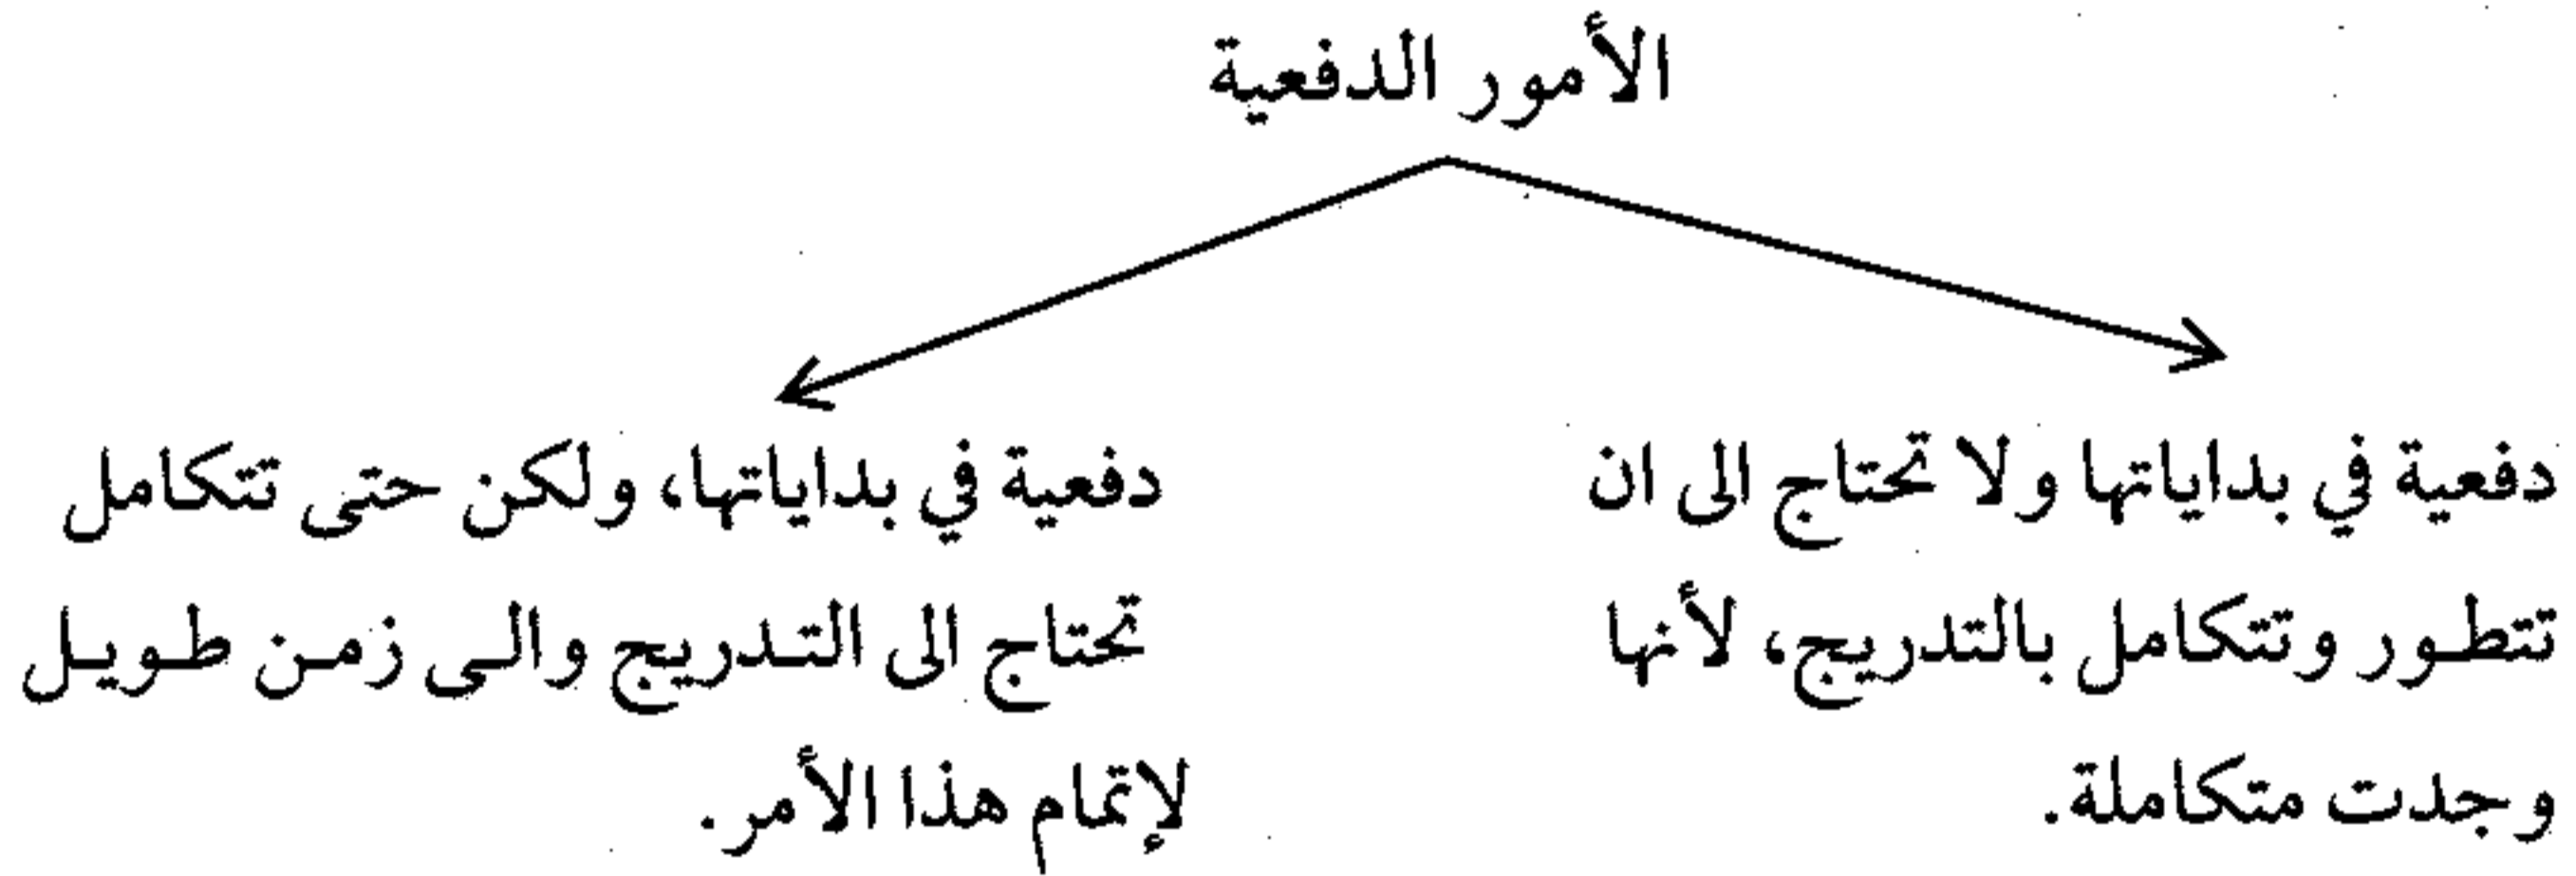 الأمور الدفعية
دفعية في بداياتها ولا تحتاج الى ان
تتطور وتتكامل بالتدريج، لأنها
وجدت متكاملة.
دفعية في بداياتها، ولكن حتى تتكامل
تحتاج الى التدريج والى زمن طويل
لإتمام هذا الأمر.